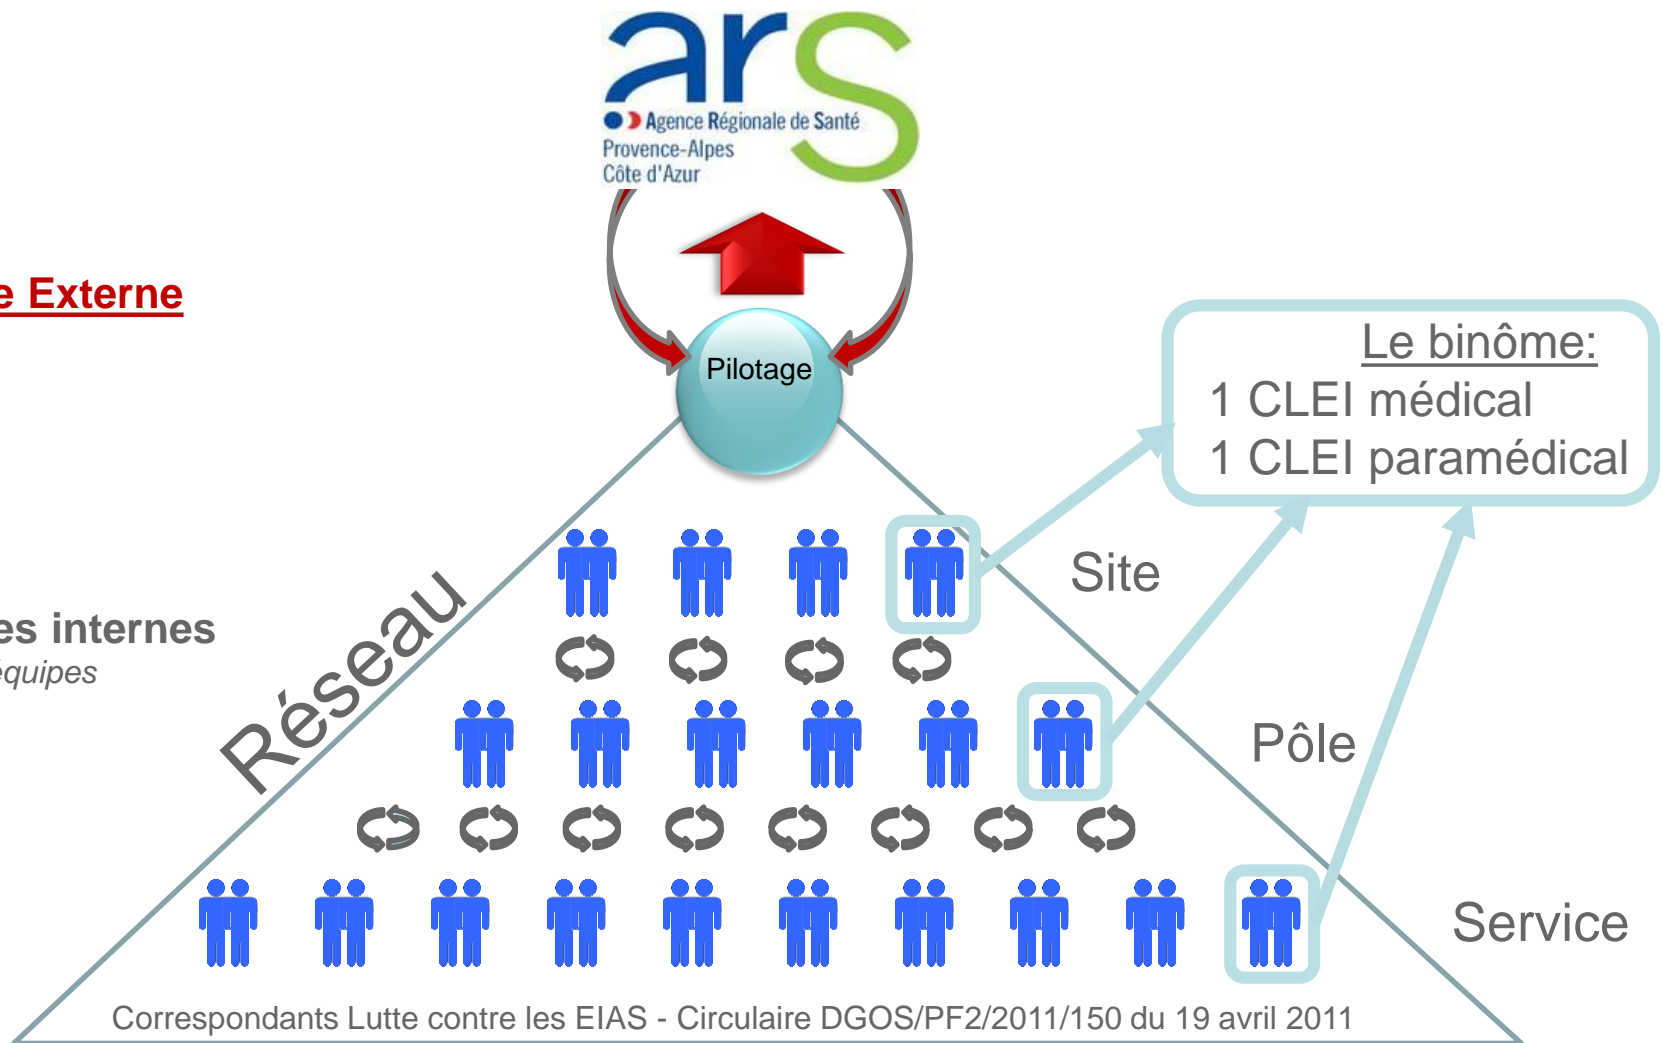 ars
Agence Régionale de Santé
Provence-Alpes
Côte d'Azur
e Externe
Pilotage
Le binôme:
1 CLEI médical
1 CLEI paramédical
Site
Réseau
es internes
équipes
Pôle
Service
Correspondants Lutte contre les EIAS - Circulaire DGOS/PF2/2011/150 du 19 avril 2011